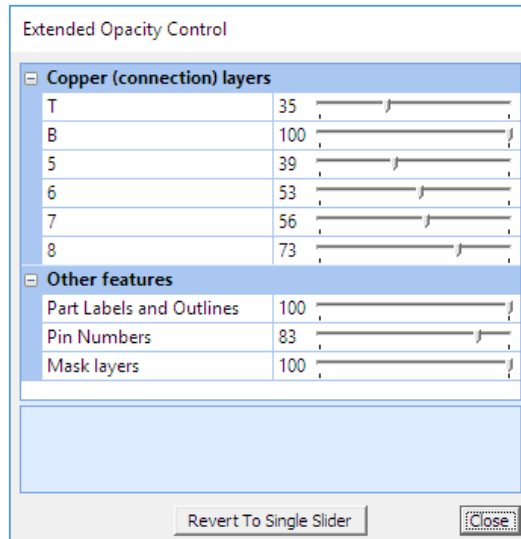 Extended Opacity Control
Copper (connection) layers
T 35
B 100
5 39
6 53
7 56
8 73
Other features
Part Labels and Outlines 100
Pin Numbers 83
Mask layers 100
Revert To Single Slider Close